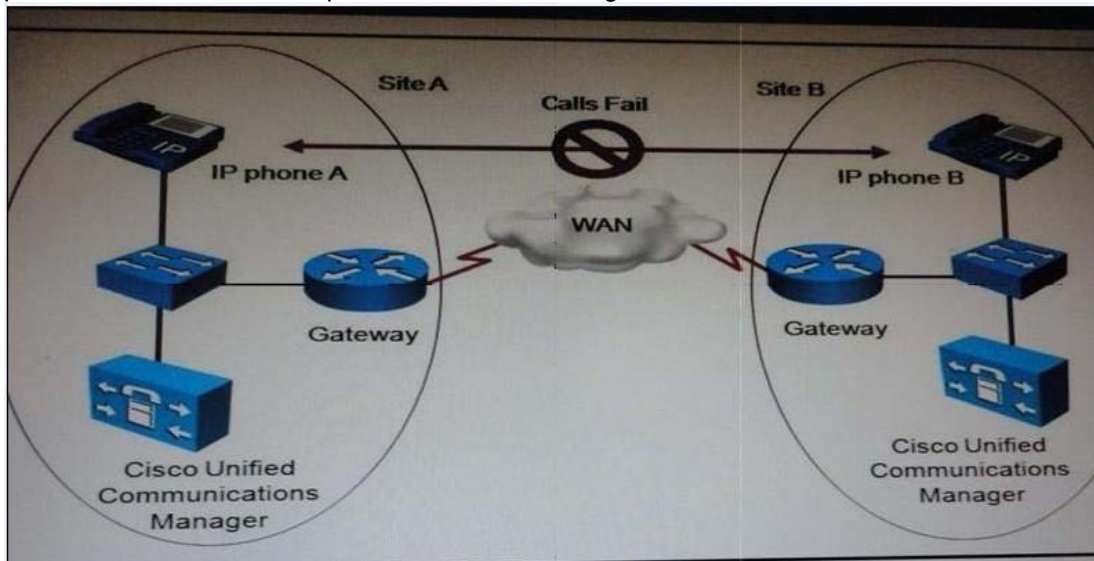 Site A
Calls Fail
Site B
IP
IP phone A
IP
IP phone B
WAN
Gateway
Gateway
Cisco Unified
Communications
Manager
Cisco Unified
Communications
Manager